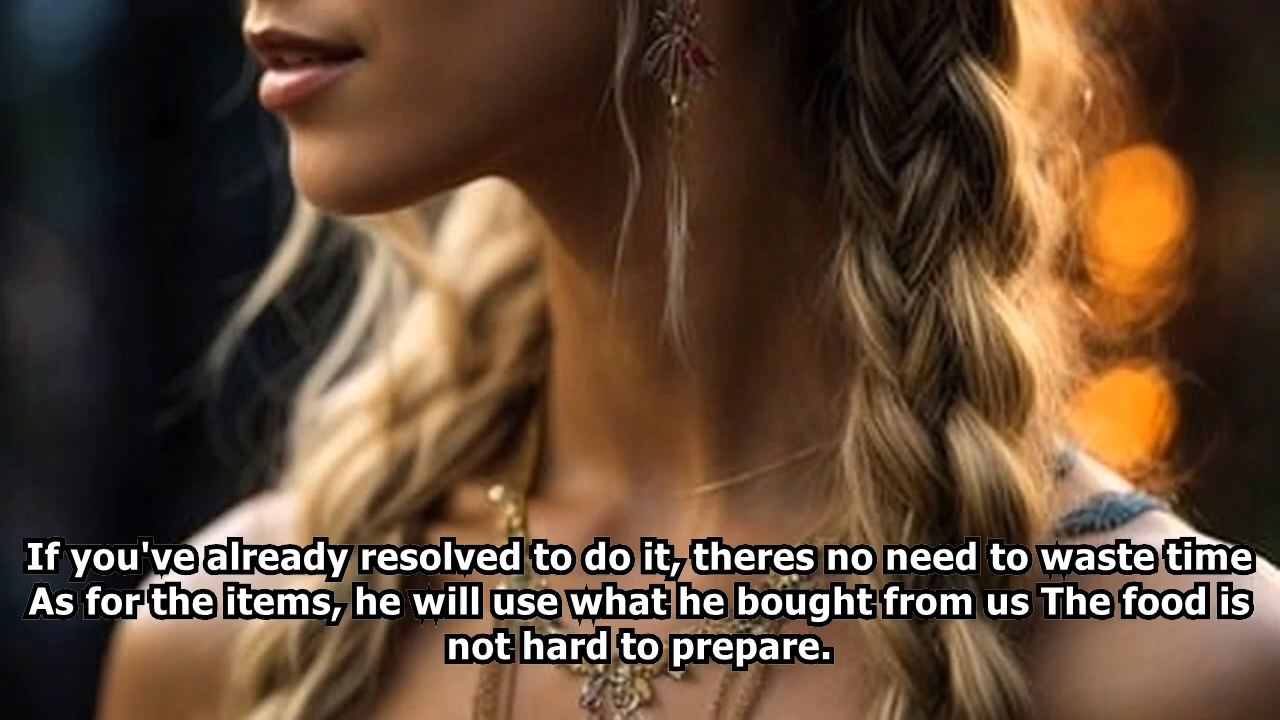 If you've already resolved to do it, theres no need to waste time
As for the items, he will use what he bought from us The food is
not hard to prepare.